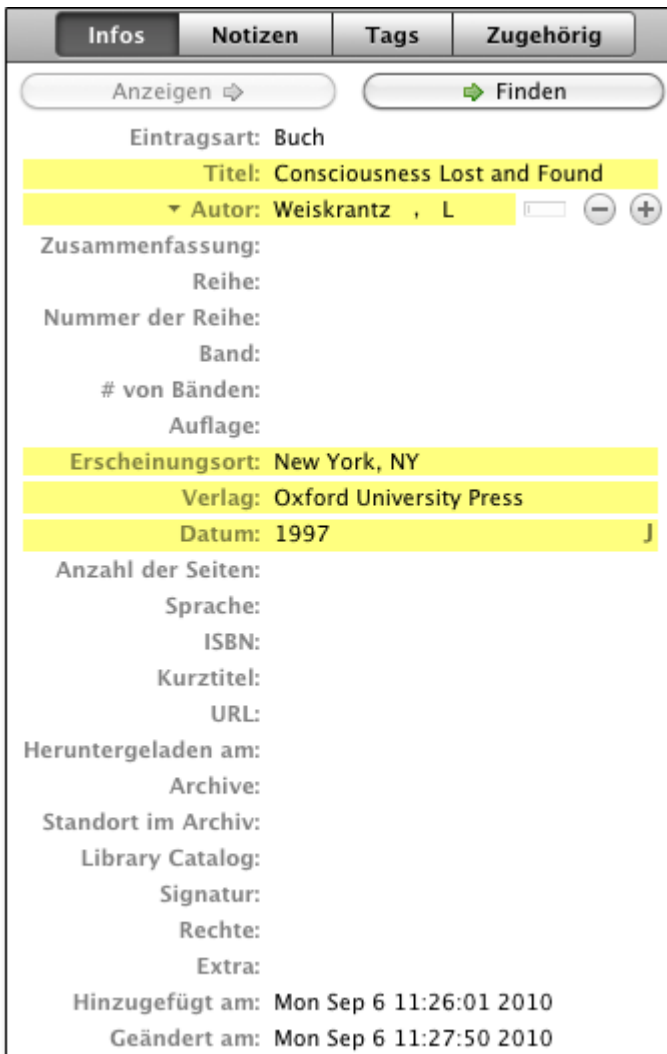 Infos Notizen Tags Zugehörig
Anzeigen Finden
Eintragsart: Buch
Titel: Consciousness Lost and Found
Autor: Weiskrantz , L
Zusammenfassung:
Reihe:
Nummer der Reihe:
Band:
# von Bänden:
Auflage:
Erscheinungsort: New York, NY
Verlag: Oxford University Press
Datum: 1997 J
Anzahl der Seiten:
Sprache:
ISBN:
Kurztitel:
URL:
Heruntergeladen am:
Archive:
Standort im Archiv:
Library Catalog:
Signatur:
Rechte:
Extra:
Hinzugefügt am: Mon Sep 6 11:26:01 2010
Geändert am: Mon Sep 6 11:27:50 2010